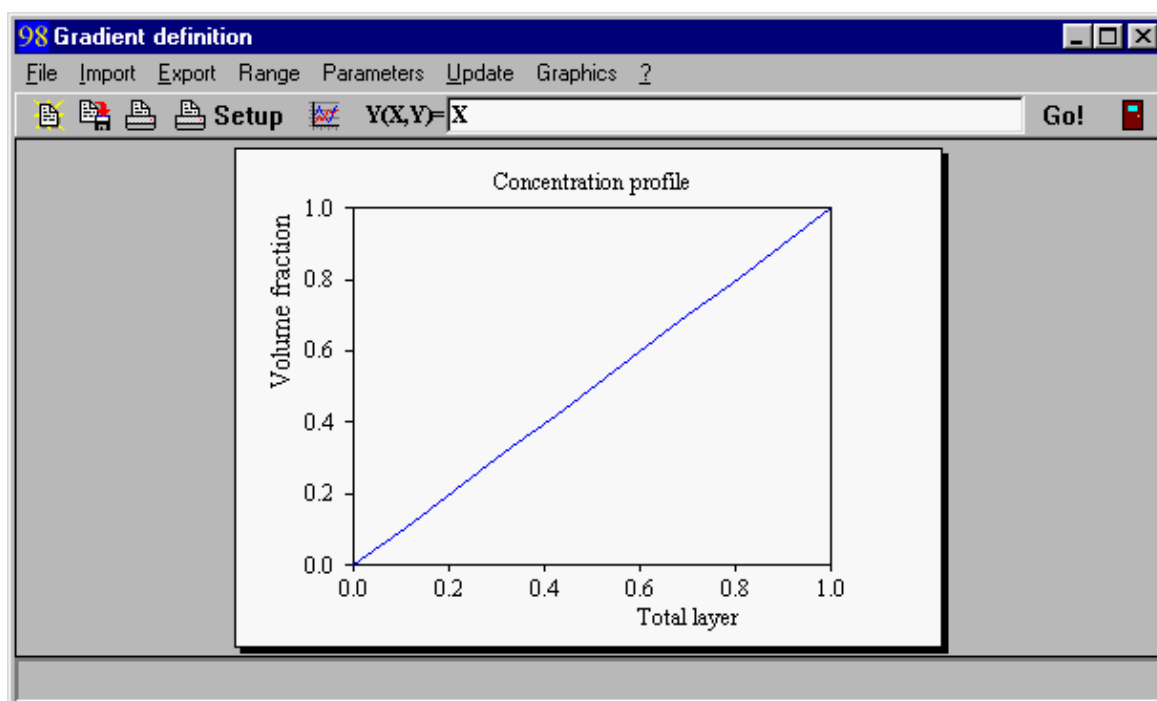 98 Gradient definition
File Import Export Range Parameters Update Graphics ?
Setup Y(X,Y)= X Go!
Concentration profile
Volume fraction
1.0
0.8
0.6
0.4
0.2
0.0
0.0 0.2 0.4 0.6 0.8 1.0
Total layer